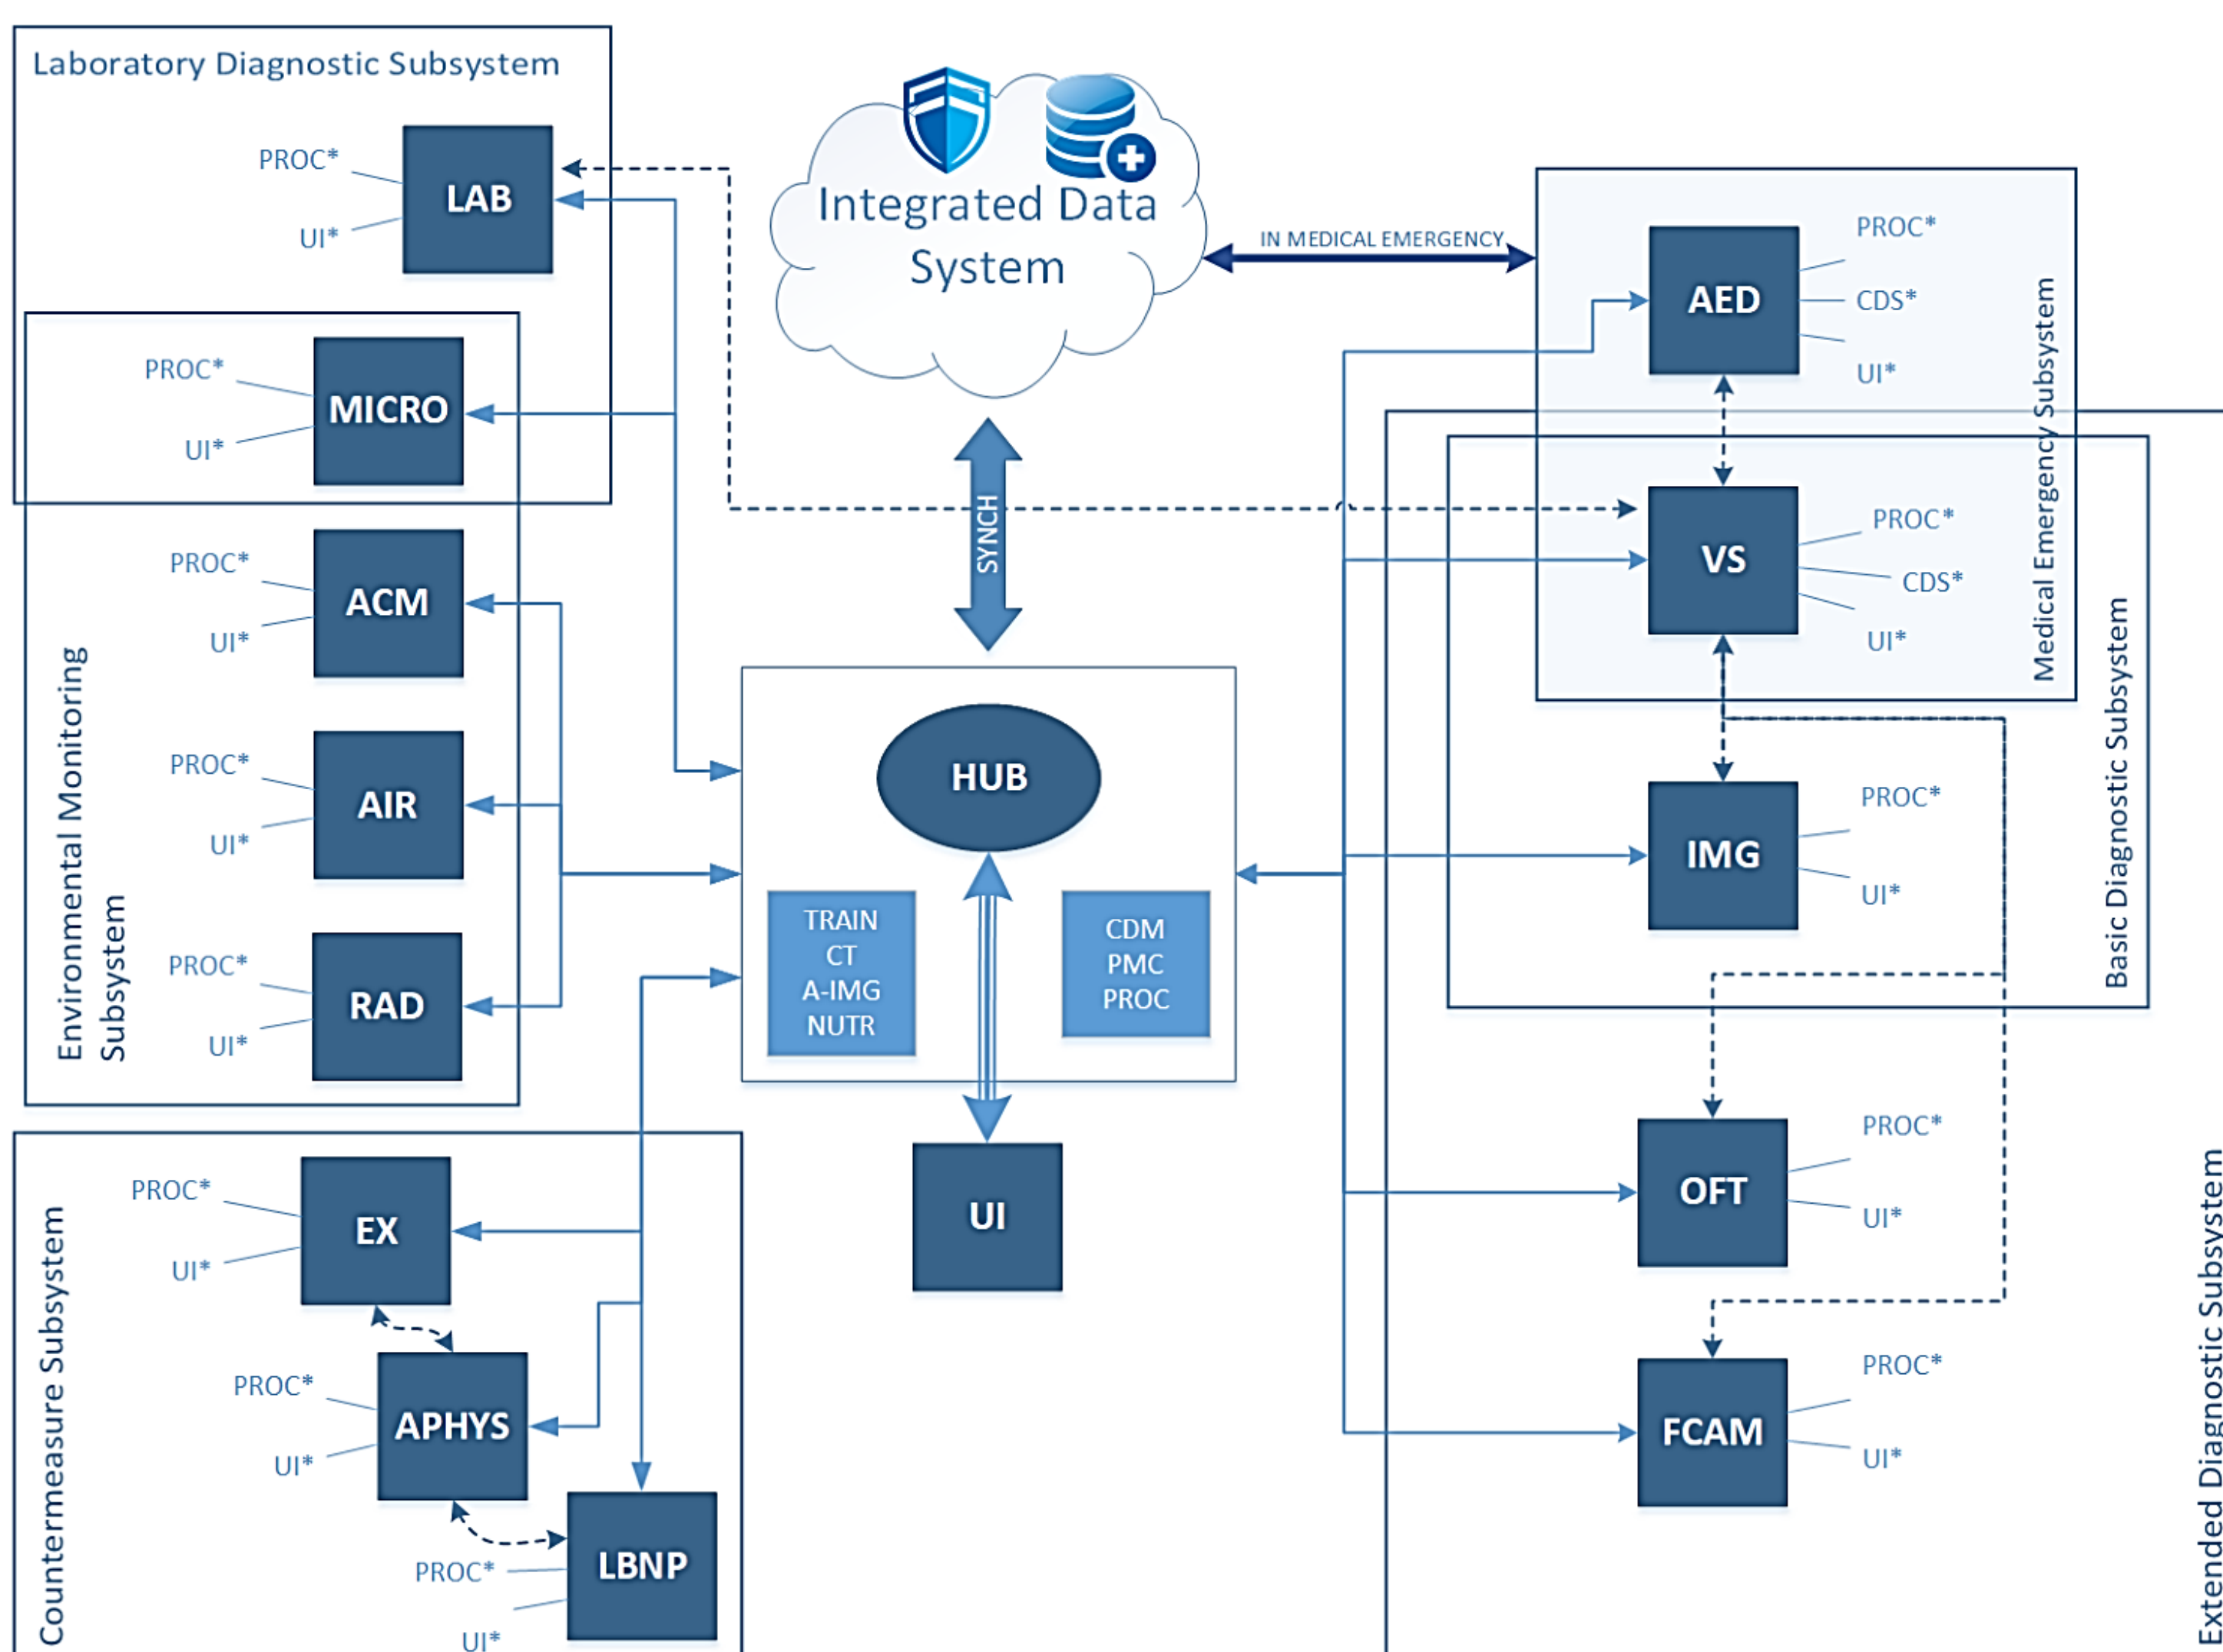 Laboratory Diagnostic Subsystem
PROC*
LAB
UI*
PROC*
MICRO
UI*
PROC*
ACM
UI*
PROC*
AIR
UI*
PROC*
RAD
UI*
Environmental Monitoring
Subsystem
Countermeasure Subsystem
PROC*
EX
UI*
PROC*
APHYS
UI*
PROC*
LBNP
UI*
Integrated Data
System
SYNCH
HUB
TRAIN
CT
A-IMG
NUTR
CDM
PMC
PROC
UI
IN MEDICAL EMERGENCY
PROC*
AED
CDS*
UI*
Medical Emergency Subsystem
PROC*
VS
CDS*
UI*
Basic Diagnostic Subsystem
PROC*
IMG
UI*
PROC*
OFT
UI*
PROC*
FCAM
UI*
Extended Diagnostic Subsystem